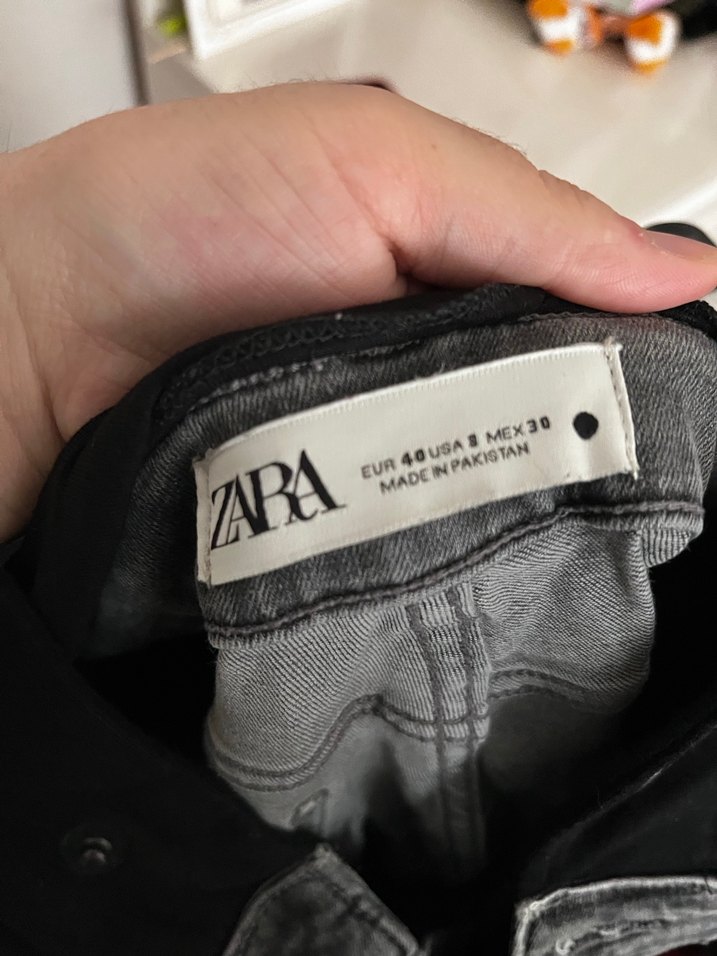 ZARA
EUR 40 USA 8 MEX 30
MADE IN PAKISTAN